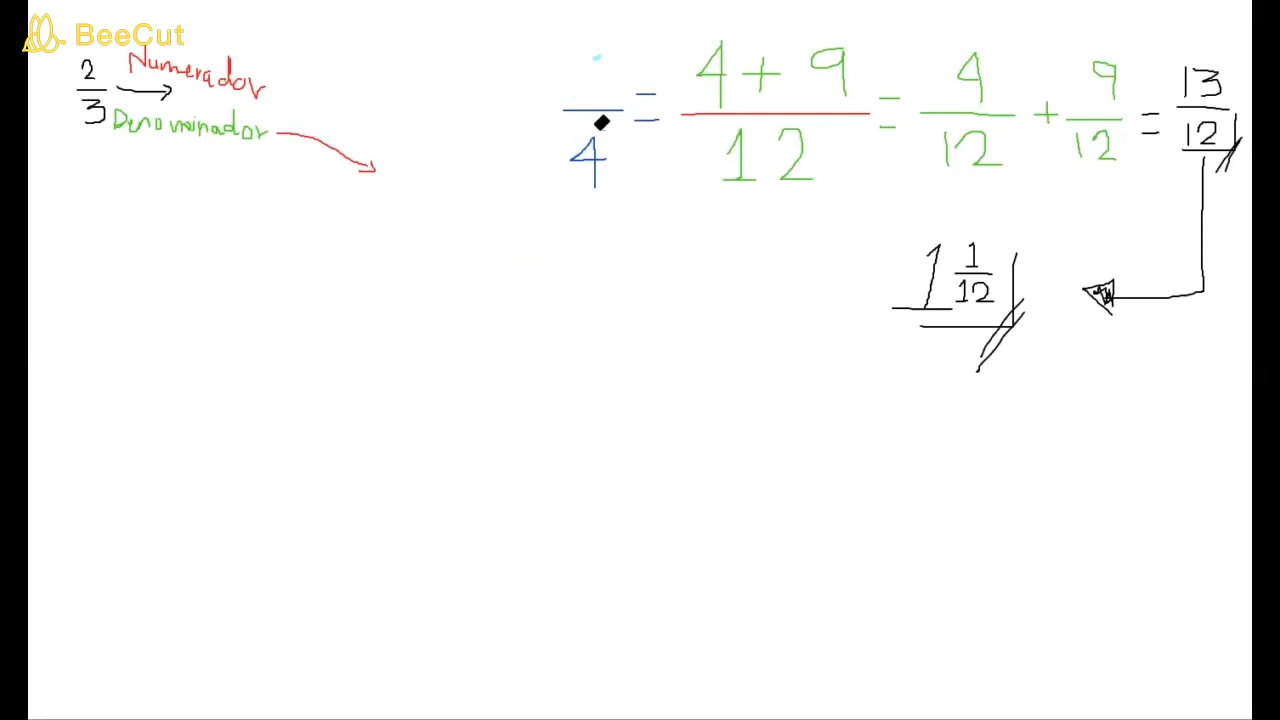 BeeCut
2/3 → Numerador
Denominador
/4 = 4 + 9/12 = 4/12 + 9/12 = 13/12
1 1/12